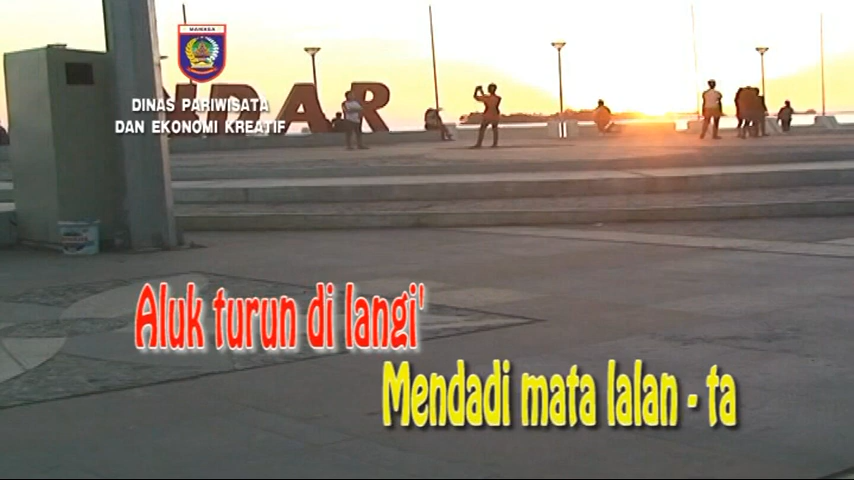 MAMASA
DINAS PARIWISATA
DAN EKONOMI KREATIF
NDAR
Aluk turun di langi'
Mendadi mata lalan - ta